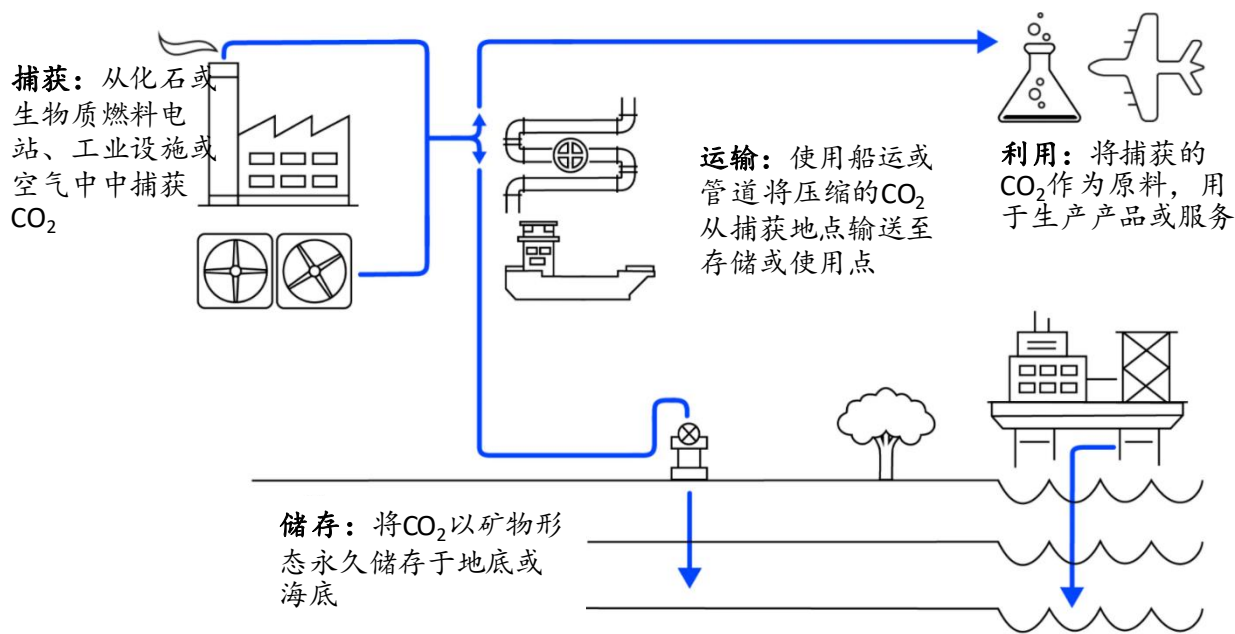 捕获：从化石或
生物质燃料电
站、工业设施或
空气中中捕获
CO₂
运输：使用船运或
管道将压缩的CO₂
从捕获地点输送至
存储或使用点
利用：将捕获的
CO₂作为原料，用
于生产产品或服务
储存：将CO₂以矿物形
态永久储存于地底或
海底